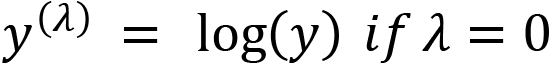 y^(λ) = log(y) if λ = 0